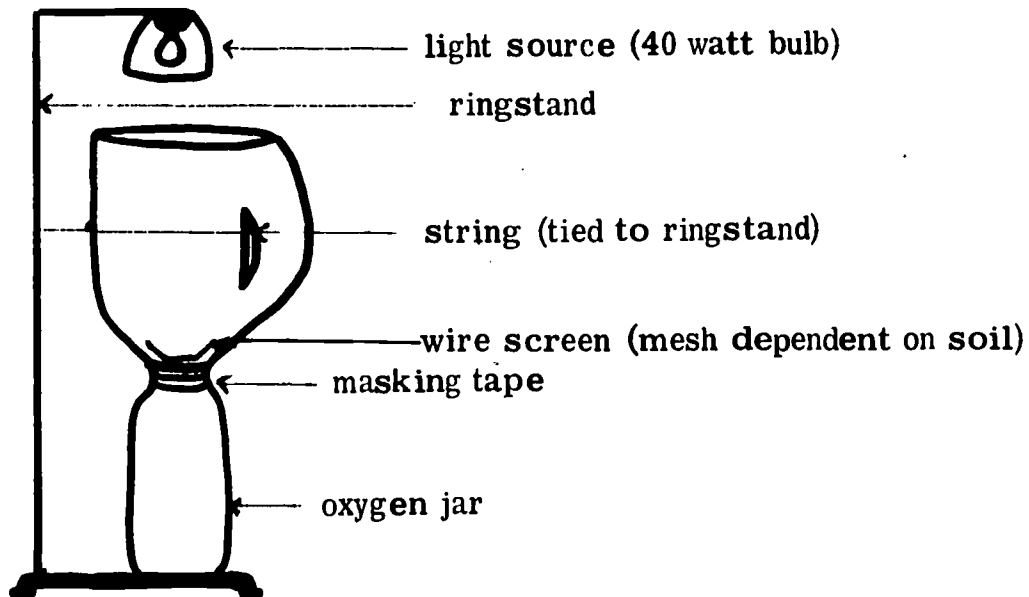 light source (40 watt bulb)
ringstand
string (tied to ringstand)
wire screen (mesh dependent on soil)
masking tape
oxygen jar